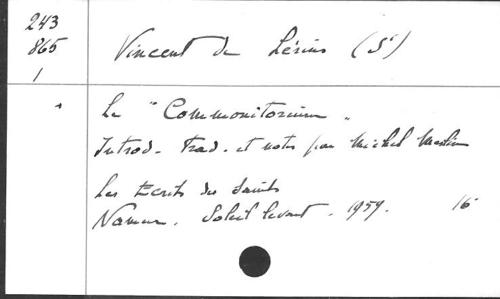 243
865
1
Vincent de Lérins (St)
Le "Commonitorium"
Introd. Trad. et notes par Michel Meslin
Les Ecrits des Saints
Namur. Soleil levant. 1959. 16°